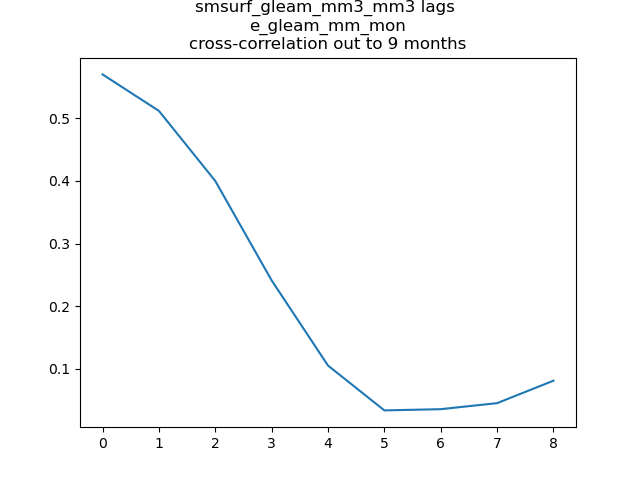 smsurf_gleam_mm3_mm3 lags
e_gleam_mm_mon
cross-correlation out to 9 months
0.5
0.4
0.3
0.2
0.1
0 1 2 3 4 5 6 7 8